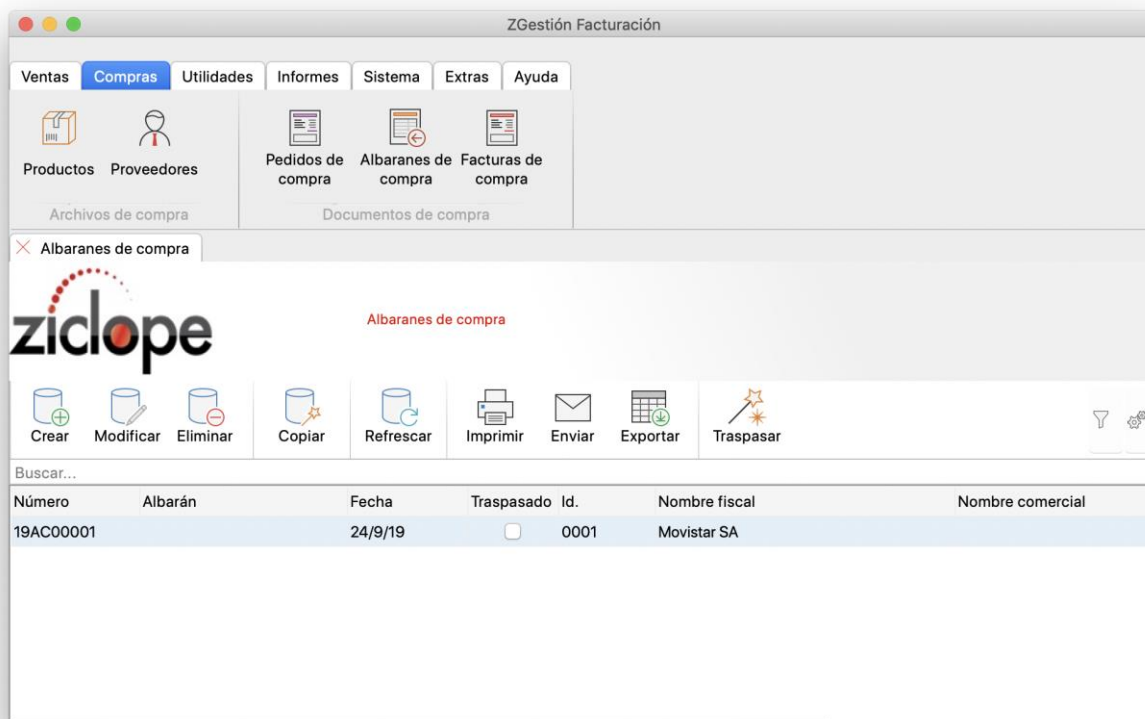 ZGestión Facturación
Ventas Compras Utilidades Informes Sistema Extras Ayuda
Productos Proveedores
Archivos de compra
Pedidos de compra Albaranes de compra Facturas de compra
Documentos de compra
Albaranes de compra
ziclope
Albaranes de compra
Crear Modificar Eliminar Copiar Refrescar Imprimir Enviar Exportar Traspasar
Buscar...
Número Albarán Fecha Traspasado Id. Nombre fiscal Nombre comercial
19AC00001 24/9/19 0001 Movistar SA